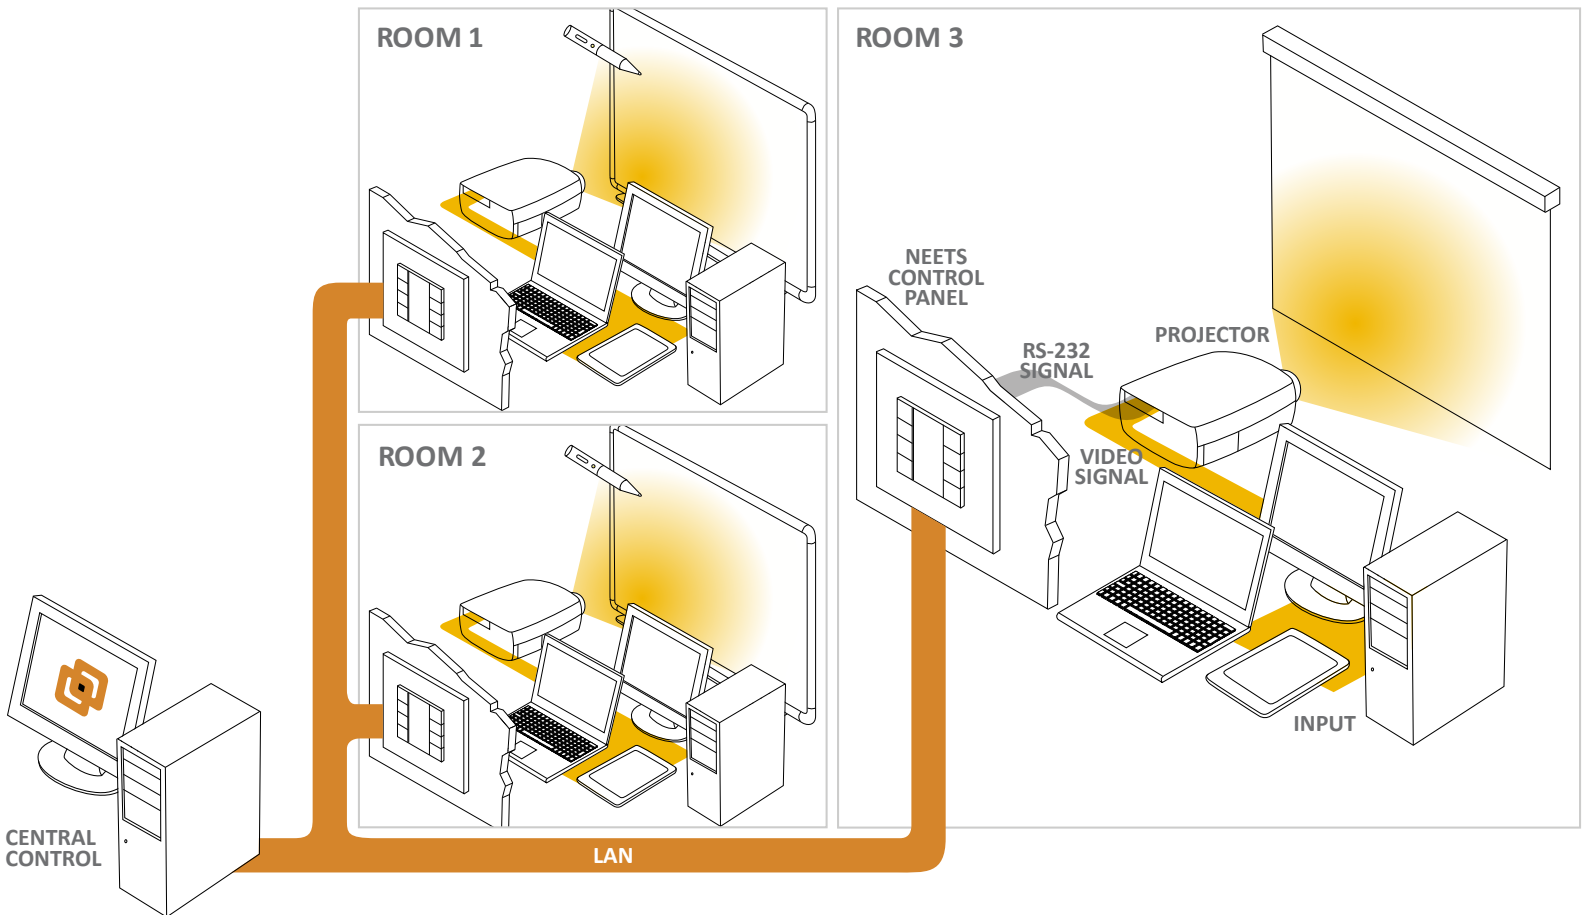 ROOM 1
ROOM 3
NEETS
CONTROL
PANEL
PROJECTOR
RS-232
SIGNAL
VIDEO
SIGNAL
ROOM 2
INPUT
CENTRAL
CONTROL
LAN